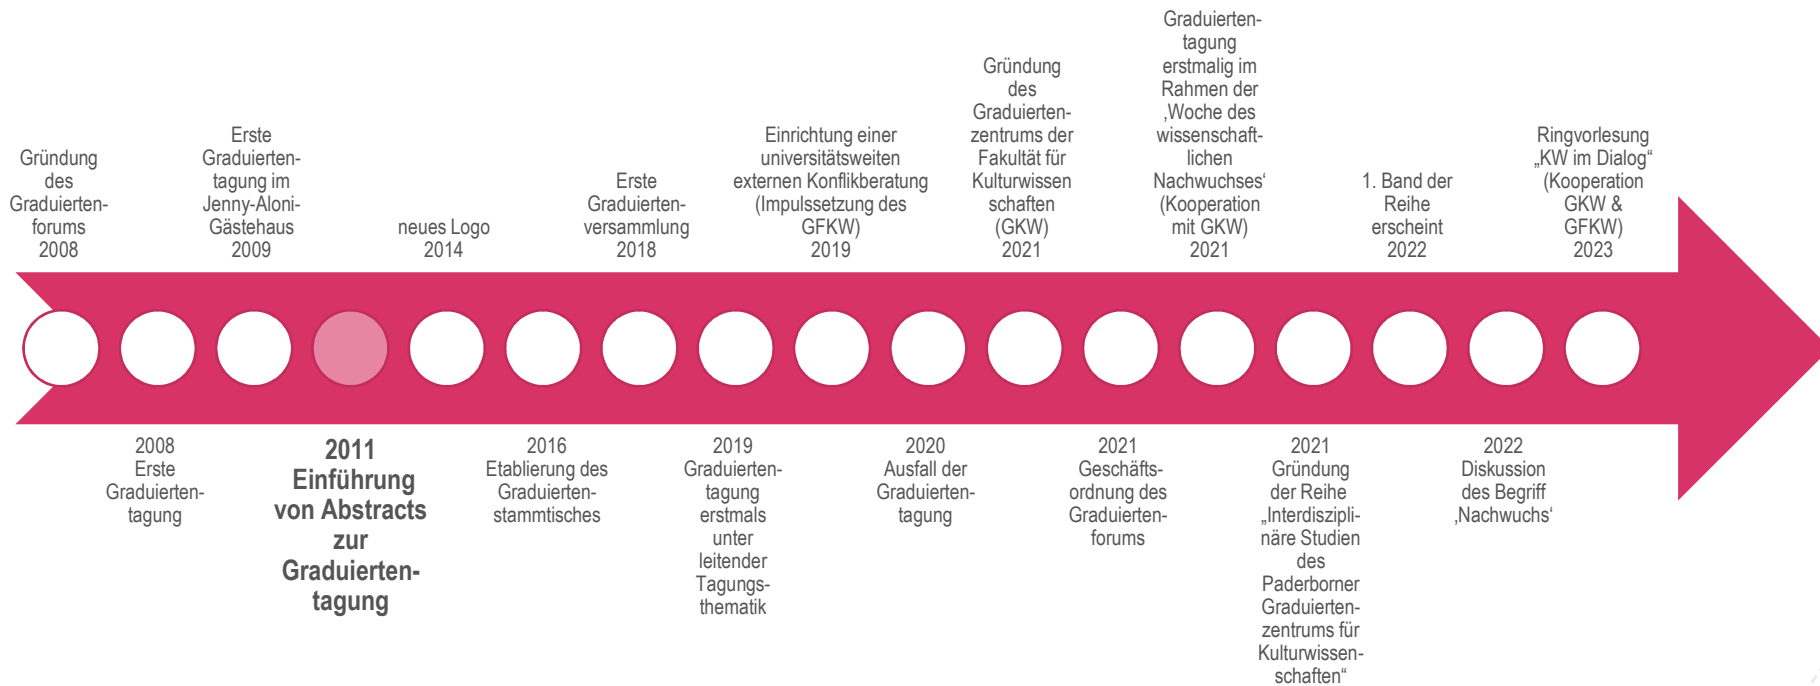 Gründung
des
Graduierten-
forums
2008
2008
Erste
Graduierten-
tagung
Erste
Graduierten-
tagung im
Jenny-Aloni-
Gästehaus
2009
2011
Einführung
von Abstracts
zur
Graduierten-
tagung
neues Logo
2014
2016
Etablierung des
Graduierten-
stammtisches
Erste
Graduierten-
versammlung
2018
2019
Graduierten-
tagung
erstmals
unter
leitender
Tagungs-
thematik
Einrichtung einer
universitätsweiten
externen Konflikberatung
(Impulssetzung des
GFKW)
2019
2020
Ausfall der
Graduierten-
tagung
Gründung
des
Graduierten-
zentrums der
Fakultät für
Kulturwissen
schaften
(GKW)
2021
2021
Geschäfts-
ordnung des
Graduierten-
forums
Graduierten-
tagung
erstmalig im
Rahmen der
‚Woche des
wissenschaft-
lichen
Nachwuchses‘
(Kooperation
mit GKW)
2021
2021
Gründung
der Reihe
„Interdiszipli-
näre Studien
des
Paderborner
Graduierten-
zentrums für
Kulturwissen-
schaften“
1. Band der
Reihe
erscheint
2022
2022
Diskussion
des Begriff
‚Nachwuchs‘
Ringvorlesung
„KW im Dialog“
(Kooperation
GKW &
GFKW)
2023